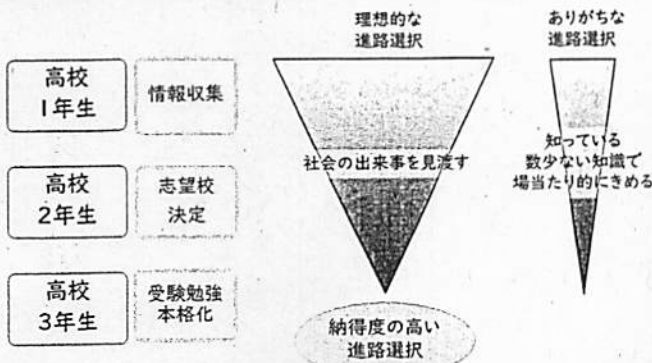 理想的な
進路選択
ありがちな
進路選択
高校
1年生
情報収集
社会の出来事を見渡す
知っている
数少ない知識で
場当たり的にきめる
高校
2年生
志望校
決定
高校
3年生
受験勉強
本格化
納得度の高い
進路選択